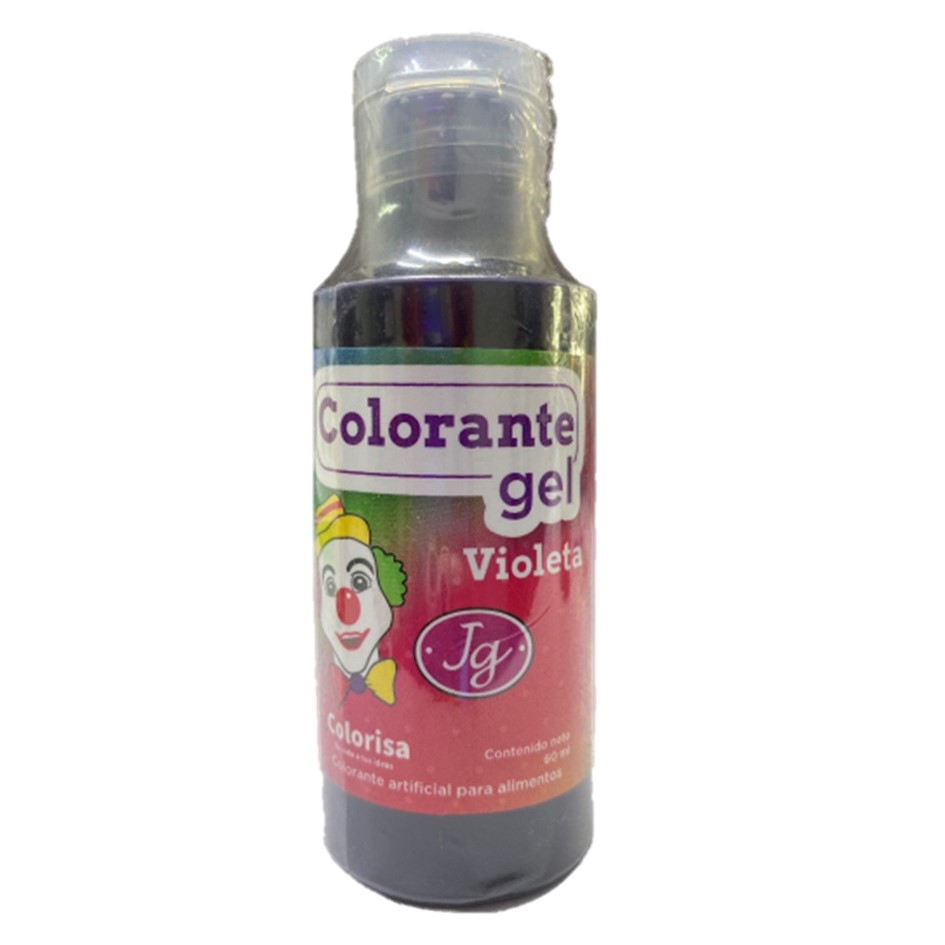 Colorante
gel
Violeta
Jg
Colorisa
Contenido neto
60 ml
Colorante artificial para alimentos